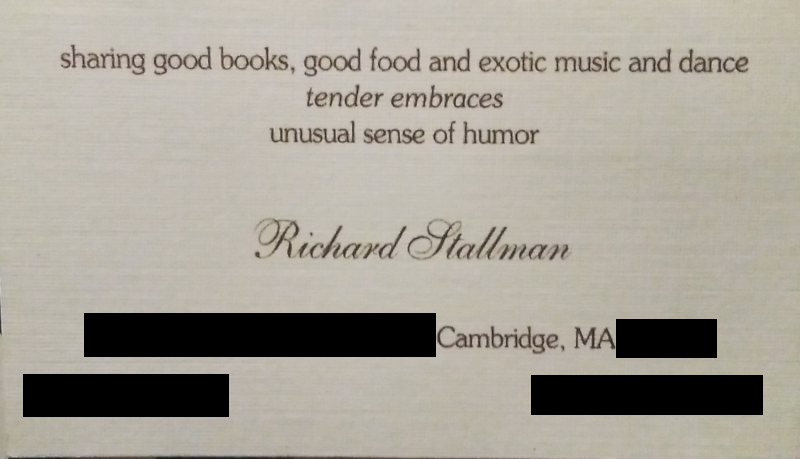 sharing good books, good food and exotic music and dance
tender embraces
unusual sense of humor
Richard Stallman
Cambridge, MA